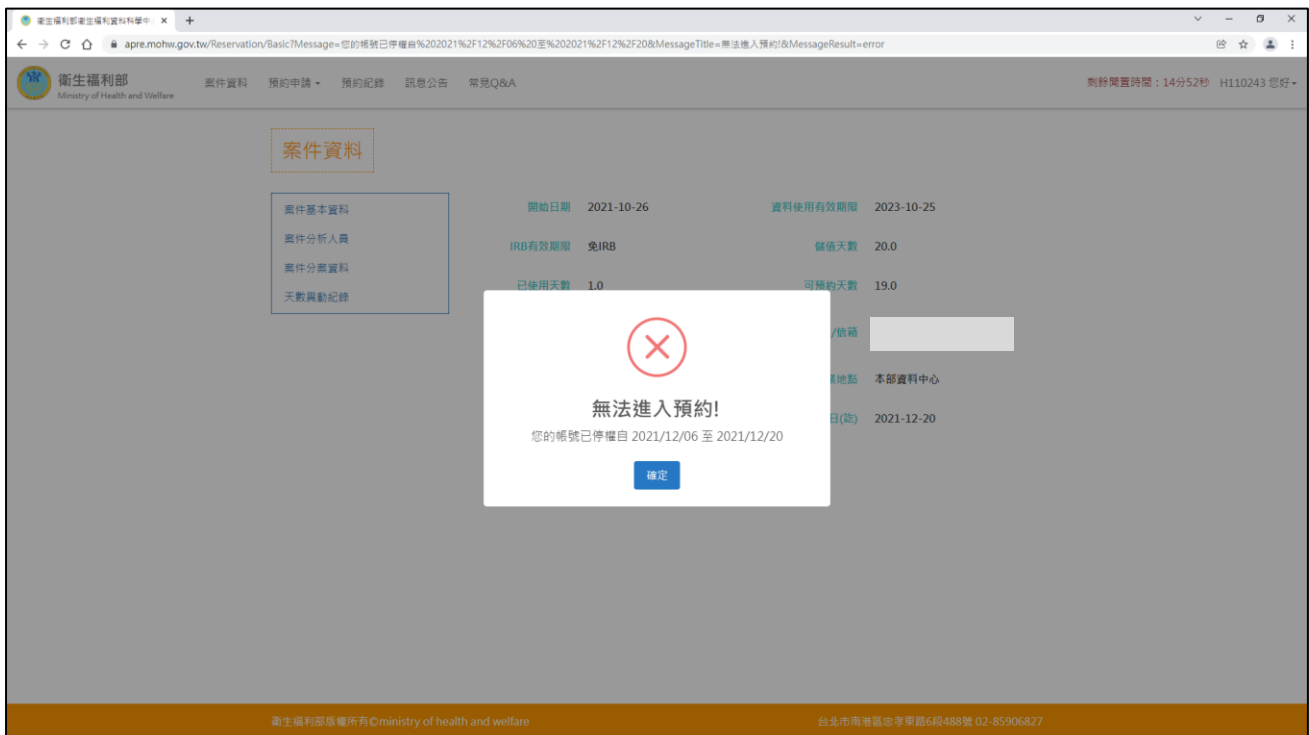 衛生福利部衛生福利資料科學中
apre.mohw.gov.tw/Reservation/Basic?Message=您的帳號已停權自%202021%2F12%2F06%20至%202021%2F12%2F20&MessageTitle=無法進入預約!&MessageResult=error
衛生福利部 案件資料 預約申請 預約紀錄 訊息公告 常見Q&A 剩餘閒置時間：14分52秒 H110243 您好
Ministry of Health and Welfare
案件資料
案件基本資料
案件分析人員
案件分案資料
天數異動紀錄
開始日期 2021-10-26 資料使用有效期限 2023-10-25
IRB有效期限 免IRB 儲值天數 20.0
已使用天數 1.0 可預約天數 19.0
/信箱
地點 本部資料中心
日(訖) 2021-12-20
無法進入預約!
您的帳號已停權自 2021/12/06 至 2021/12/20
確定
衛生福利部版權所有©ministry of health and welfare 台北市南港區忠孝東路6段488號 02-85906827